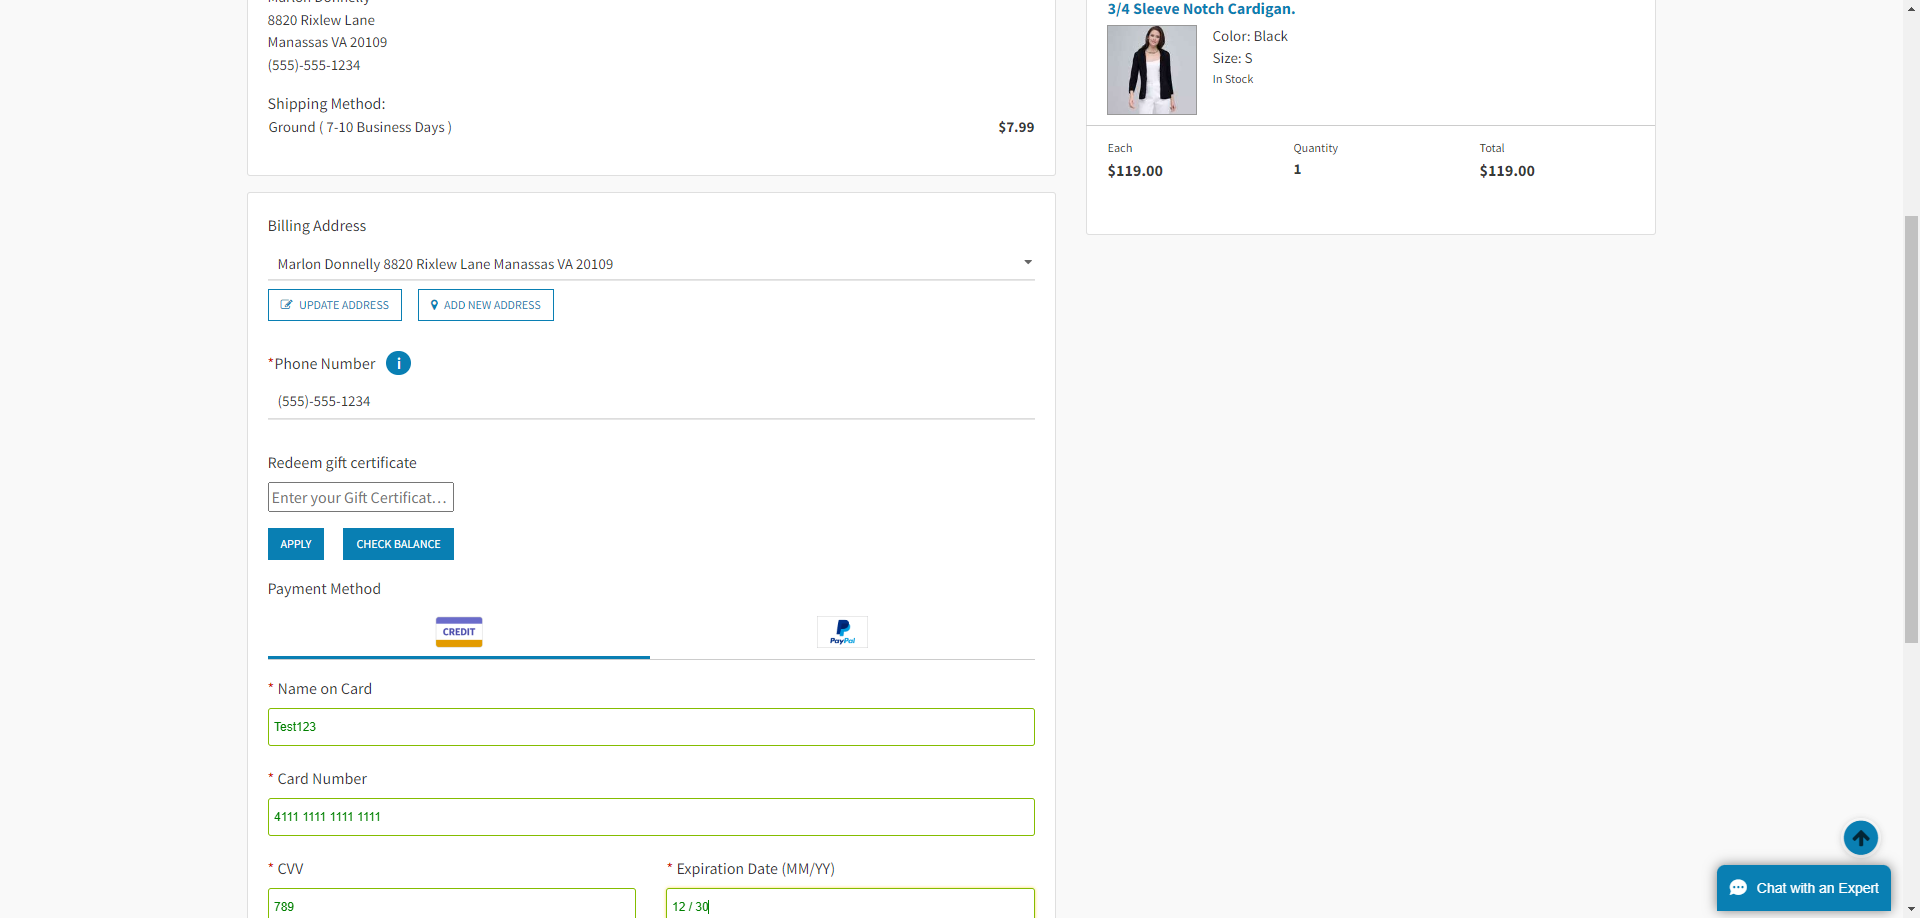 Marlon Donnelly
8820 Rixlew Lane
Manassas VA 20109
(555)-555-1234
Shipping Method:
Ground ( 7-10 Business Days )
$7.99
Billing Address
Marlon Donnelly 8820 Rixlew Lane Manassas VA 20109
UPDATE ADDRESS
ADD NEW ADDRESS
*Phone Number
i
(555)-555-1234
Redeem gift certificate
Enter your Gift Certificat...
APPLY
CHECK BALANCE
Payment Method
CREDIT
PayPal
* Name on Card
Test123
* Card Number
4111 1111 1111 1111
* CVV
* Expiration Date (MM/YY)
789
12 / 30
3/4 Sleeve Notch Cardigan.
Color: Black
Size: S
In Stock
Each
Quantity
Total
$119.00
1
$119.00
Chat with an Expert